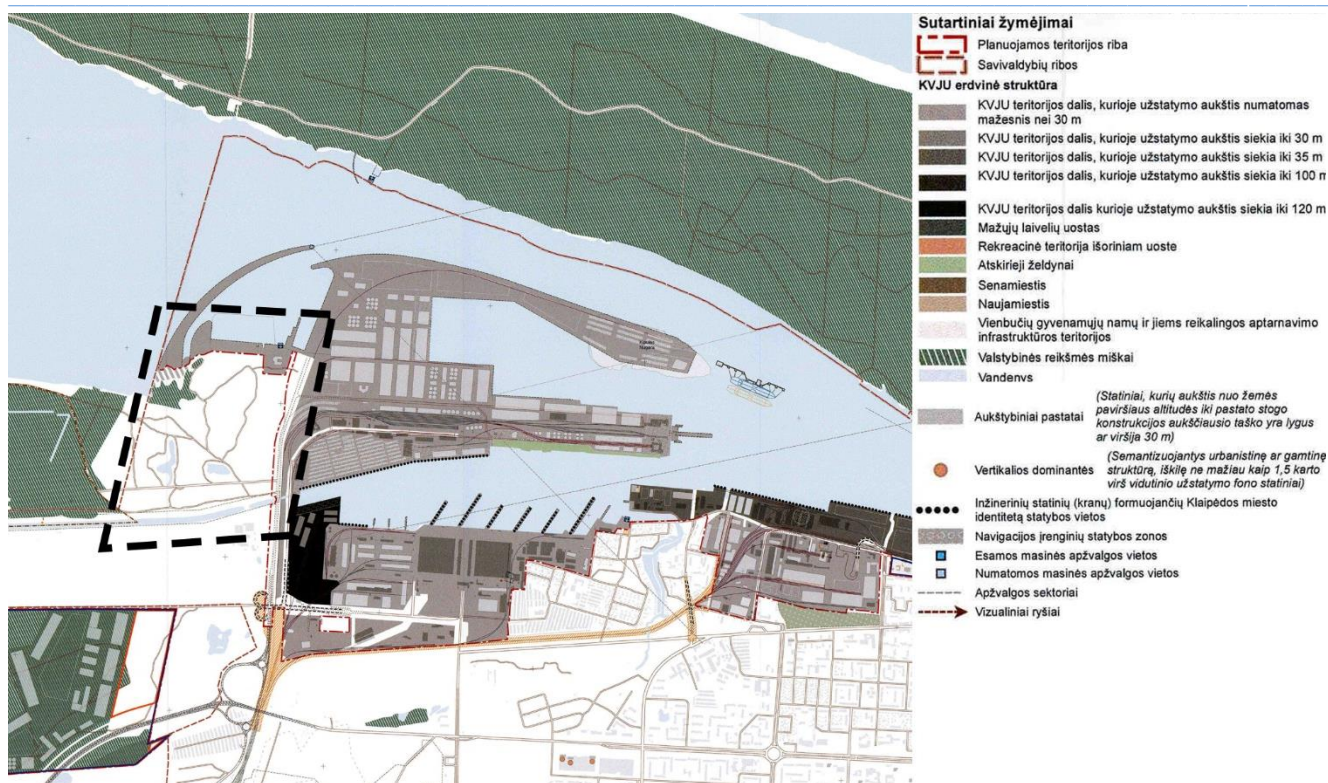 Sutartiniai žymėjimai
Planuojamos teritorijos riba
Savivaldybių ribos
KVJU erdvinė struktūra
KVJU teritorijos dalis, kurioje užstatymo aukštis numatomas
mažesnis nei 30 m
KVJU teritorijos dalis, kurioje užstatymo aukštis siekia iki 30 m
KVJU teritorijos dalis, kurioje užstatymo aukštis siekia iki 35 m
KVJU teritorijos dalis, kurioje užstatymo aukštis siekia iki 100 m
KVJU teritorijos dalis kurioje užstatymo aukštis siekia iki 120 m
Mažųjų laivelių uostas
Rekreacinė teritorija išoriniam uoste
Atskirieji želdynai
Senamiestis
Naujamiestis
Vienbučių gyvenamųjų namų ir jiems reikalingos aptarnavimo
infrastruktūros teritorijos
Valstybinės reikšmės miškai
Vandenys
Aukštybiniai pastatai
(Statiniai, kurių aukštis nuo žemės
paviršiaus altitudės iki pastato stogo
konstrukcijos aukščiausio taško yra lygus
ar viršija 30 m)
Vertikalios dominantės
(Semantizuojantys urbanistinę ar gamtinę
struktūrą, iškilę ne mažiau kaip 1,5 karto
virš vidutinio užstatymo fono statiniai)
Inžinerinių statinių (kranų) formuojančių Klaipėdos miesto
identitetą statybos vietos
Navigacijos įrenginių statybos zonos
Esamos masinės apžvalgos vietos
Numatomos masinės apžvalgos vietos
Apžvalgos sektoriai
Vizualiniai ryšiai